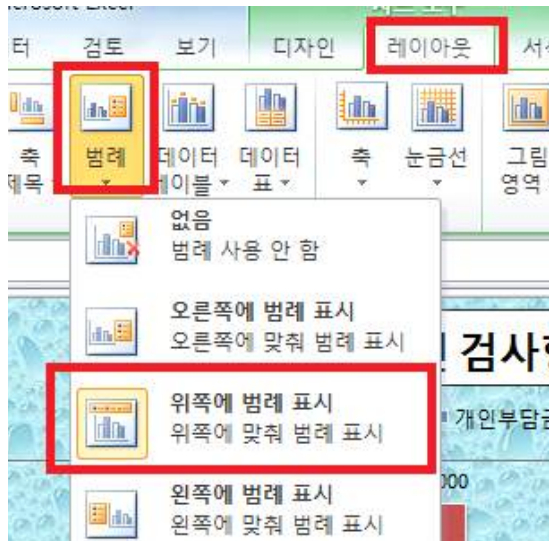 터 검토 보기 디자인 레이아웃
축 범례 데이터 데이터 축 눈금선 그림
제목 레이블 표 영역
없음
범례 사용 안 함
오른쪽에 범례 표시
오른쪽에 맞춰 범례 표시
검사
위쪽에 범례 표시
위쪽에 맞춰 범례 표시
개인부담금
000
왼쪽에 범례 표시
왼쪽에 맞춰 범례 표시